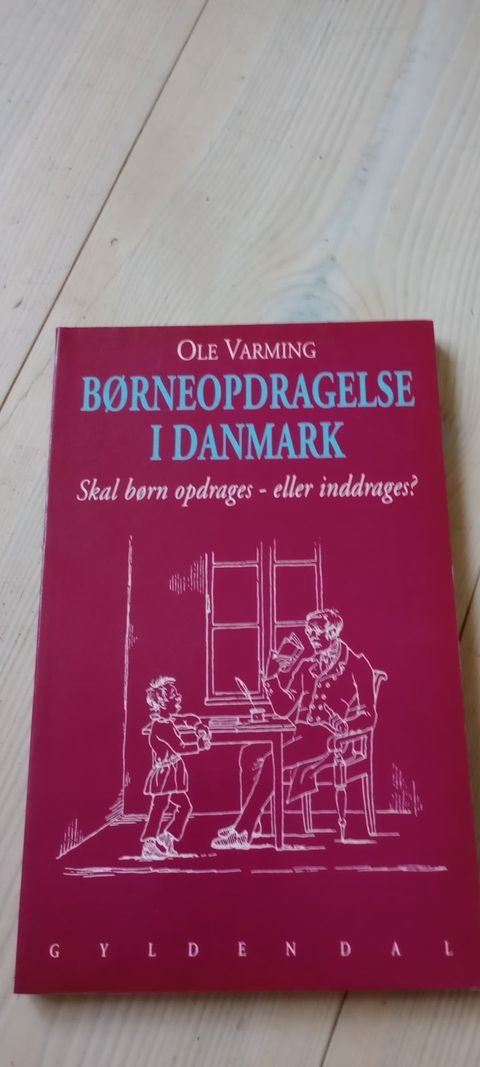 OLE VARMING
BØRNEOPDRAGELSE
I DANMARK
Skal børn opdrages - eller inddrages?
GYLDENDAL